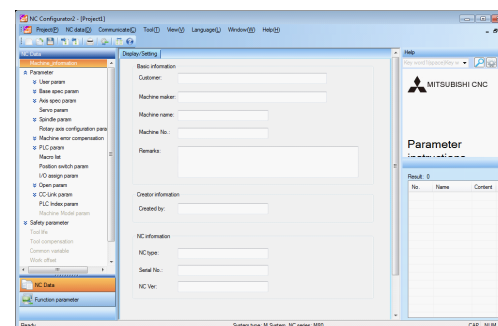 NC Configurator2 - [Project1]
Project(P) NC data(D) Communicate(C) Tool(T) View(V) Language(L) Window(W) Help(H)
NC Data
Machine_information
Parameter
User param
Base spec param
Axis spec param
Servo param
Spindle param
Rotary axis configuration para
Machine error compensation
PLC param
Macro list
Position switch param
I/O assign param
Open param
CC-Link param
PLC Index param
Machine Model param
Safety parameter
Tool life
Tool compensation
Common variable
Work offset
NC Data
Function parameter
Display/Setting
Basic information
Customer:
Machine maker:
Machine name:
Machine No.:
Remarks:
Creator information
Created by:
NC information
NC type:
Serial No.:
NC Ver:
Help
MITSUBISHI CNC
Parameter
Result: 0
No. Name Content
Ready System type: M System NC series: M80 CAP NUM